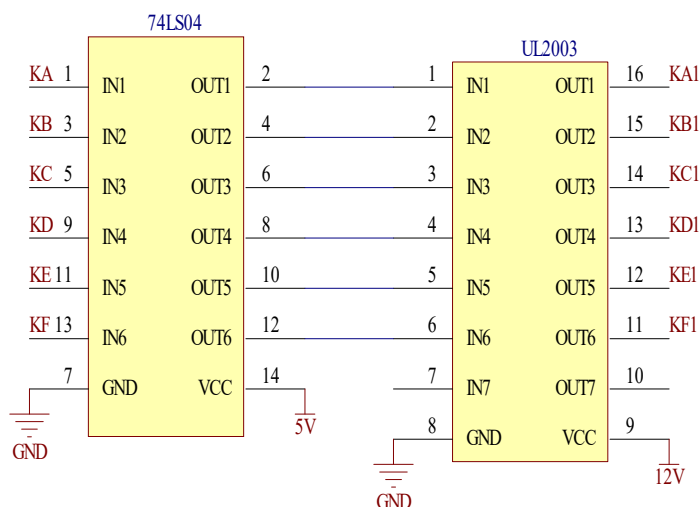 74LS04
UL2003
KA 1 IN1 OUT1 2 1 IN1 OUT1 16 KA1
KB 3 IN2 OUT2 4 2 IN2 OUT2 15 KB1
KC 5 IN3 OUT3 6 3 IN3 OUT3 14 KC1
KD 9 IN4 OUT4 8 4 IN4 OUT4 13 KD1
KE 11 IN5 OUT5 10 5 IN5 OUT5 12 KE1
KF 13 IN6 OUT6 12 6 IN6 OUT6 11 KF1
7 GND VCC 14 7 IN7 OUT7 10
5V
GND
8 GND VCC 9
12V
GND